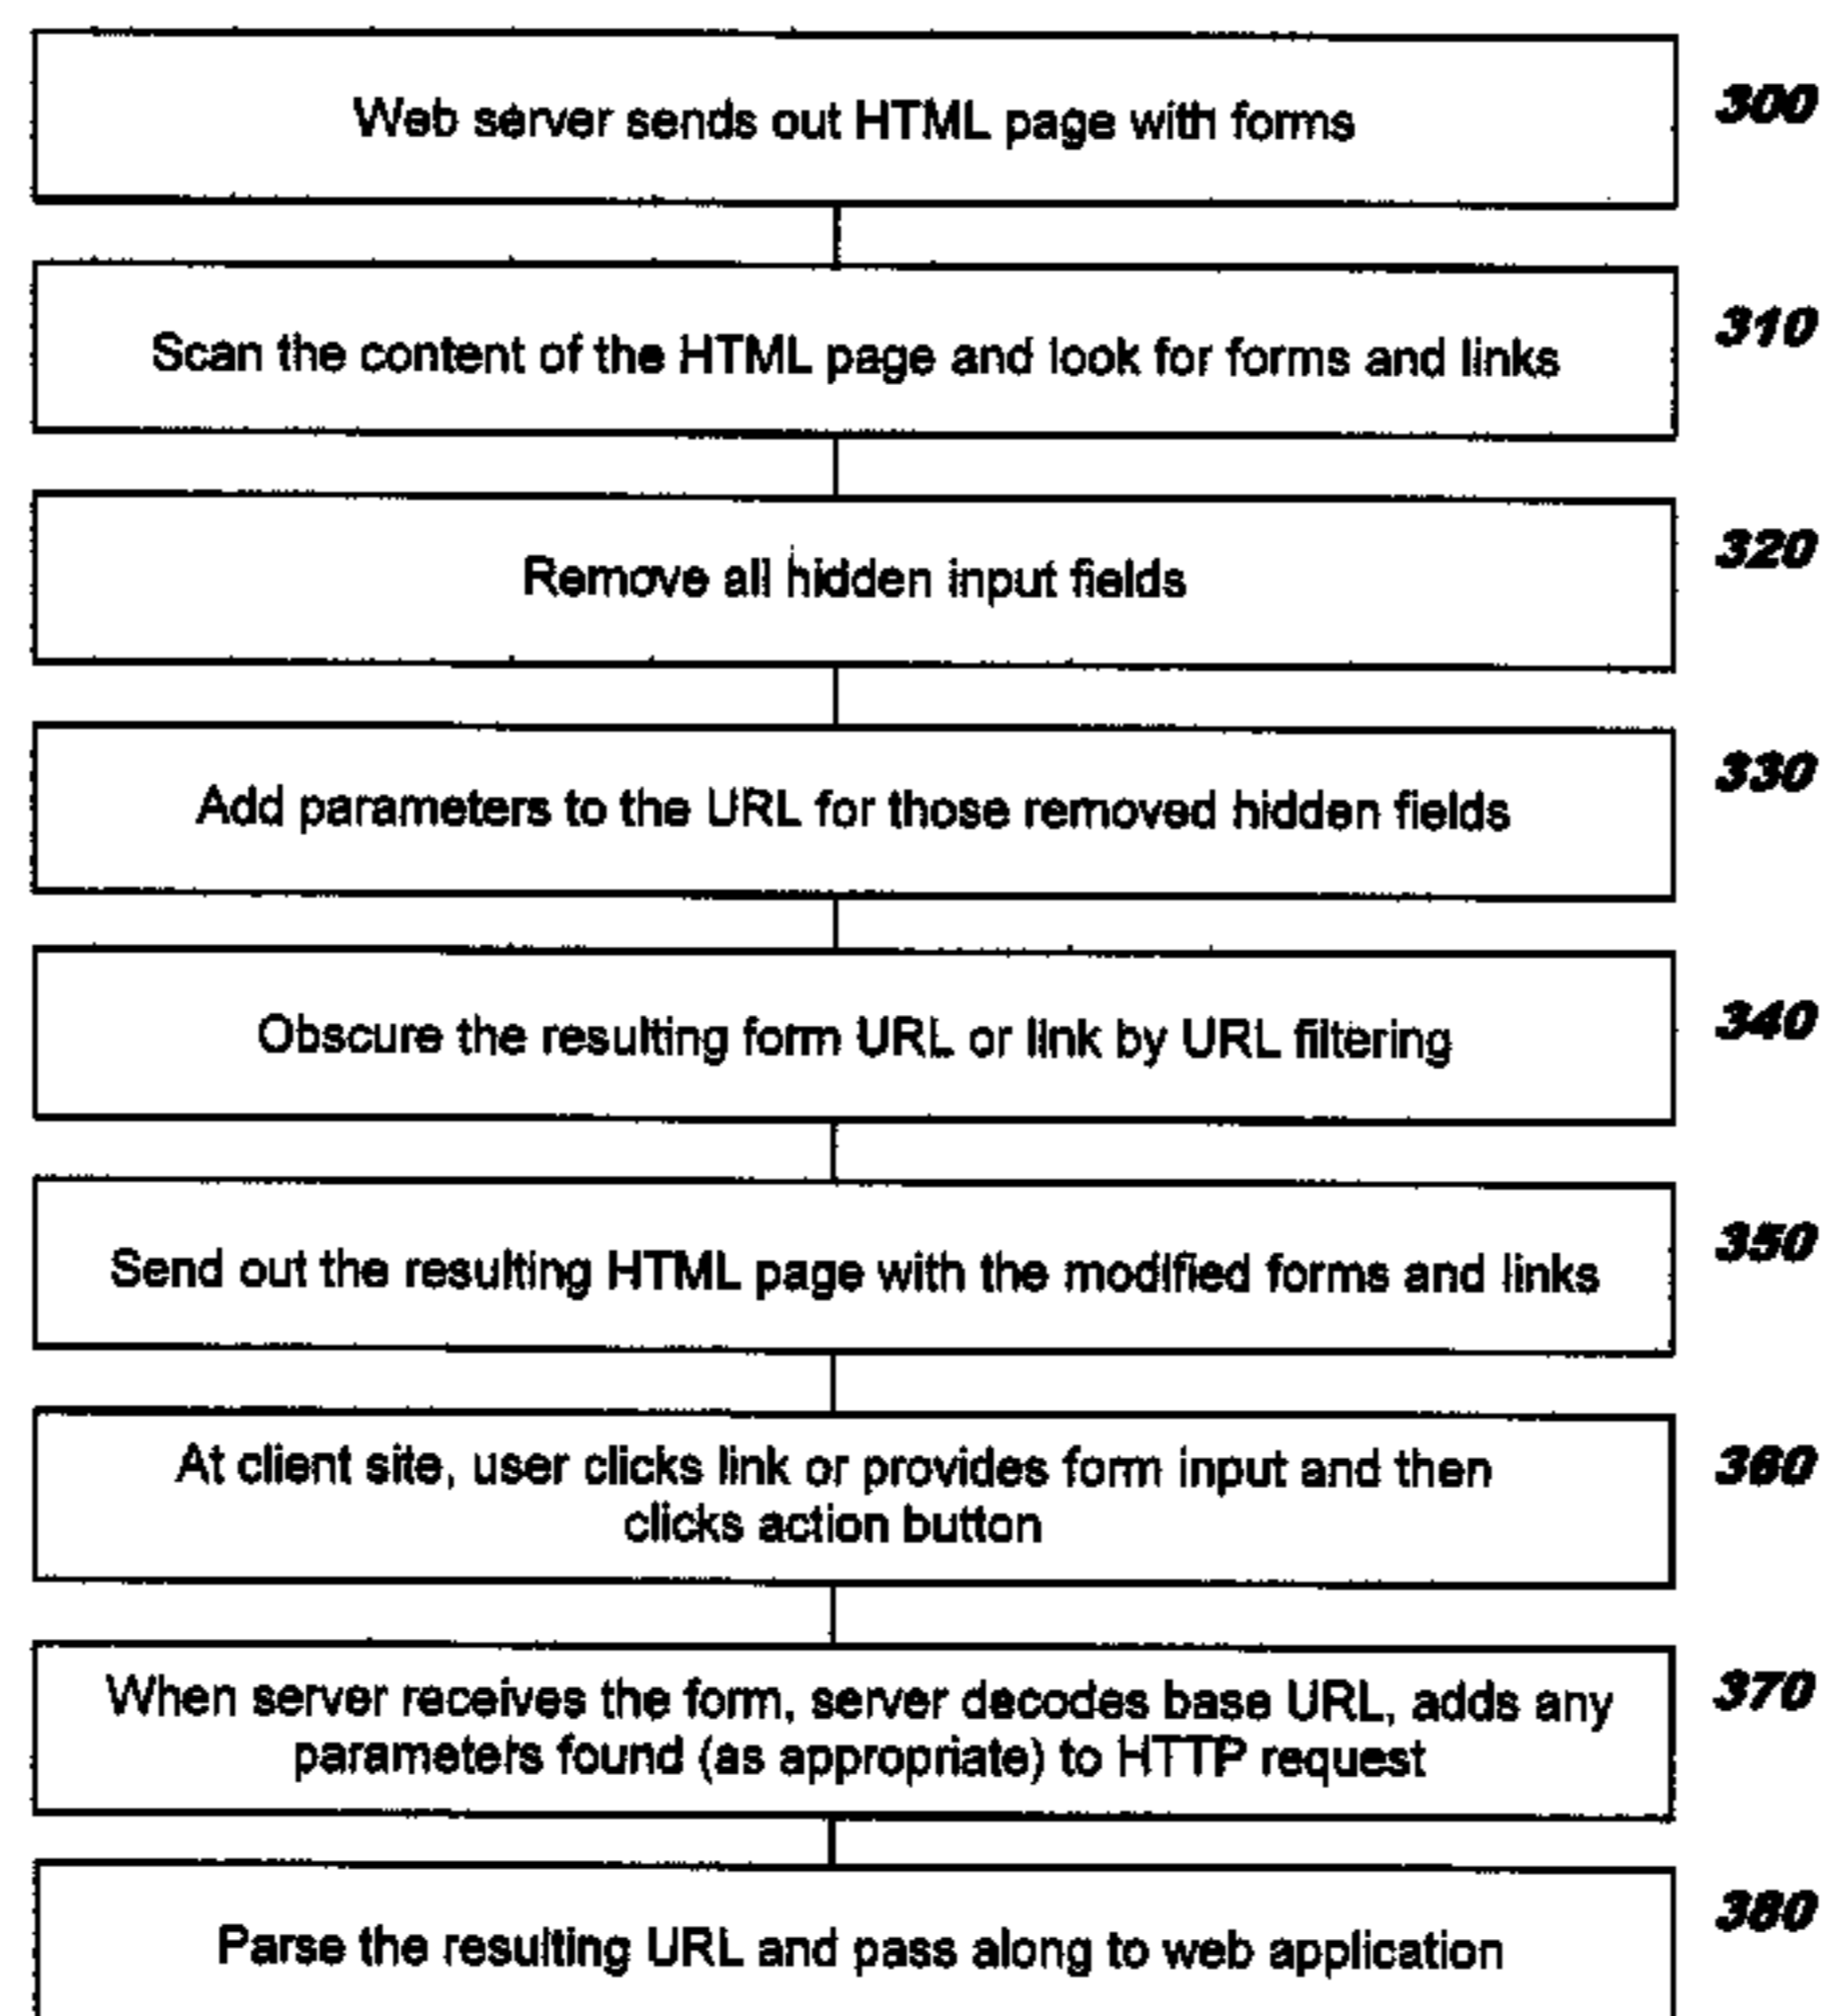 Web server sends out HTML page with forms
300
Scan the content of the HTML page and look for forms and links
310
Remove all hidden input fields
320
Add parameters to the URL for those removed hidden fields
330
Obscure the resulting form URL or link by URL filtering
340
Send out the resulting HTML page with the modified forms and links
350
At client site, user clicks link or provides form input and then
clicks action button
360
When server receives the form, server decodes base URL, adds any
parameters found (as appropriate) to HTTP request
370
Parse the resulting URL and pass along to web application
380